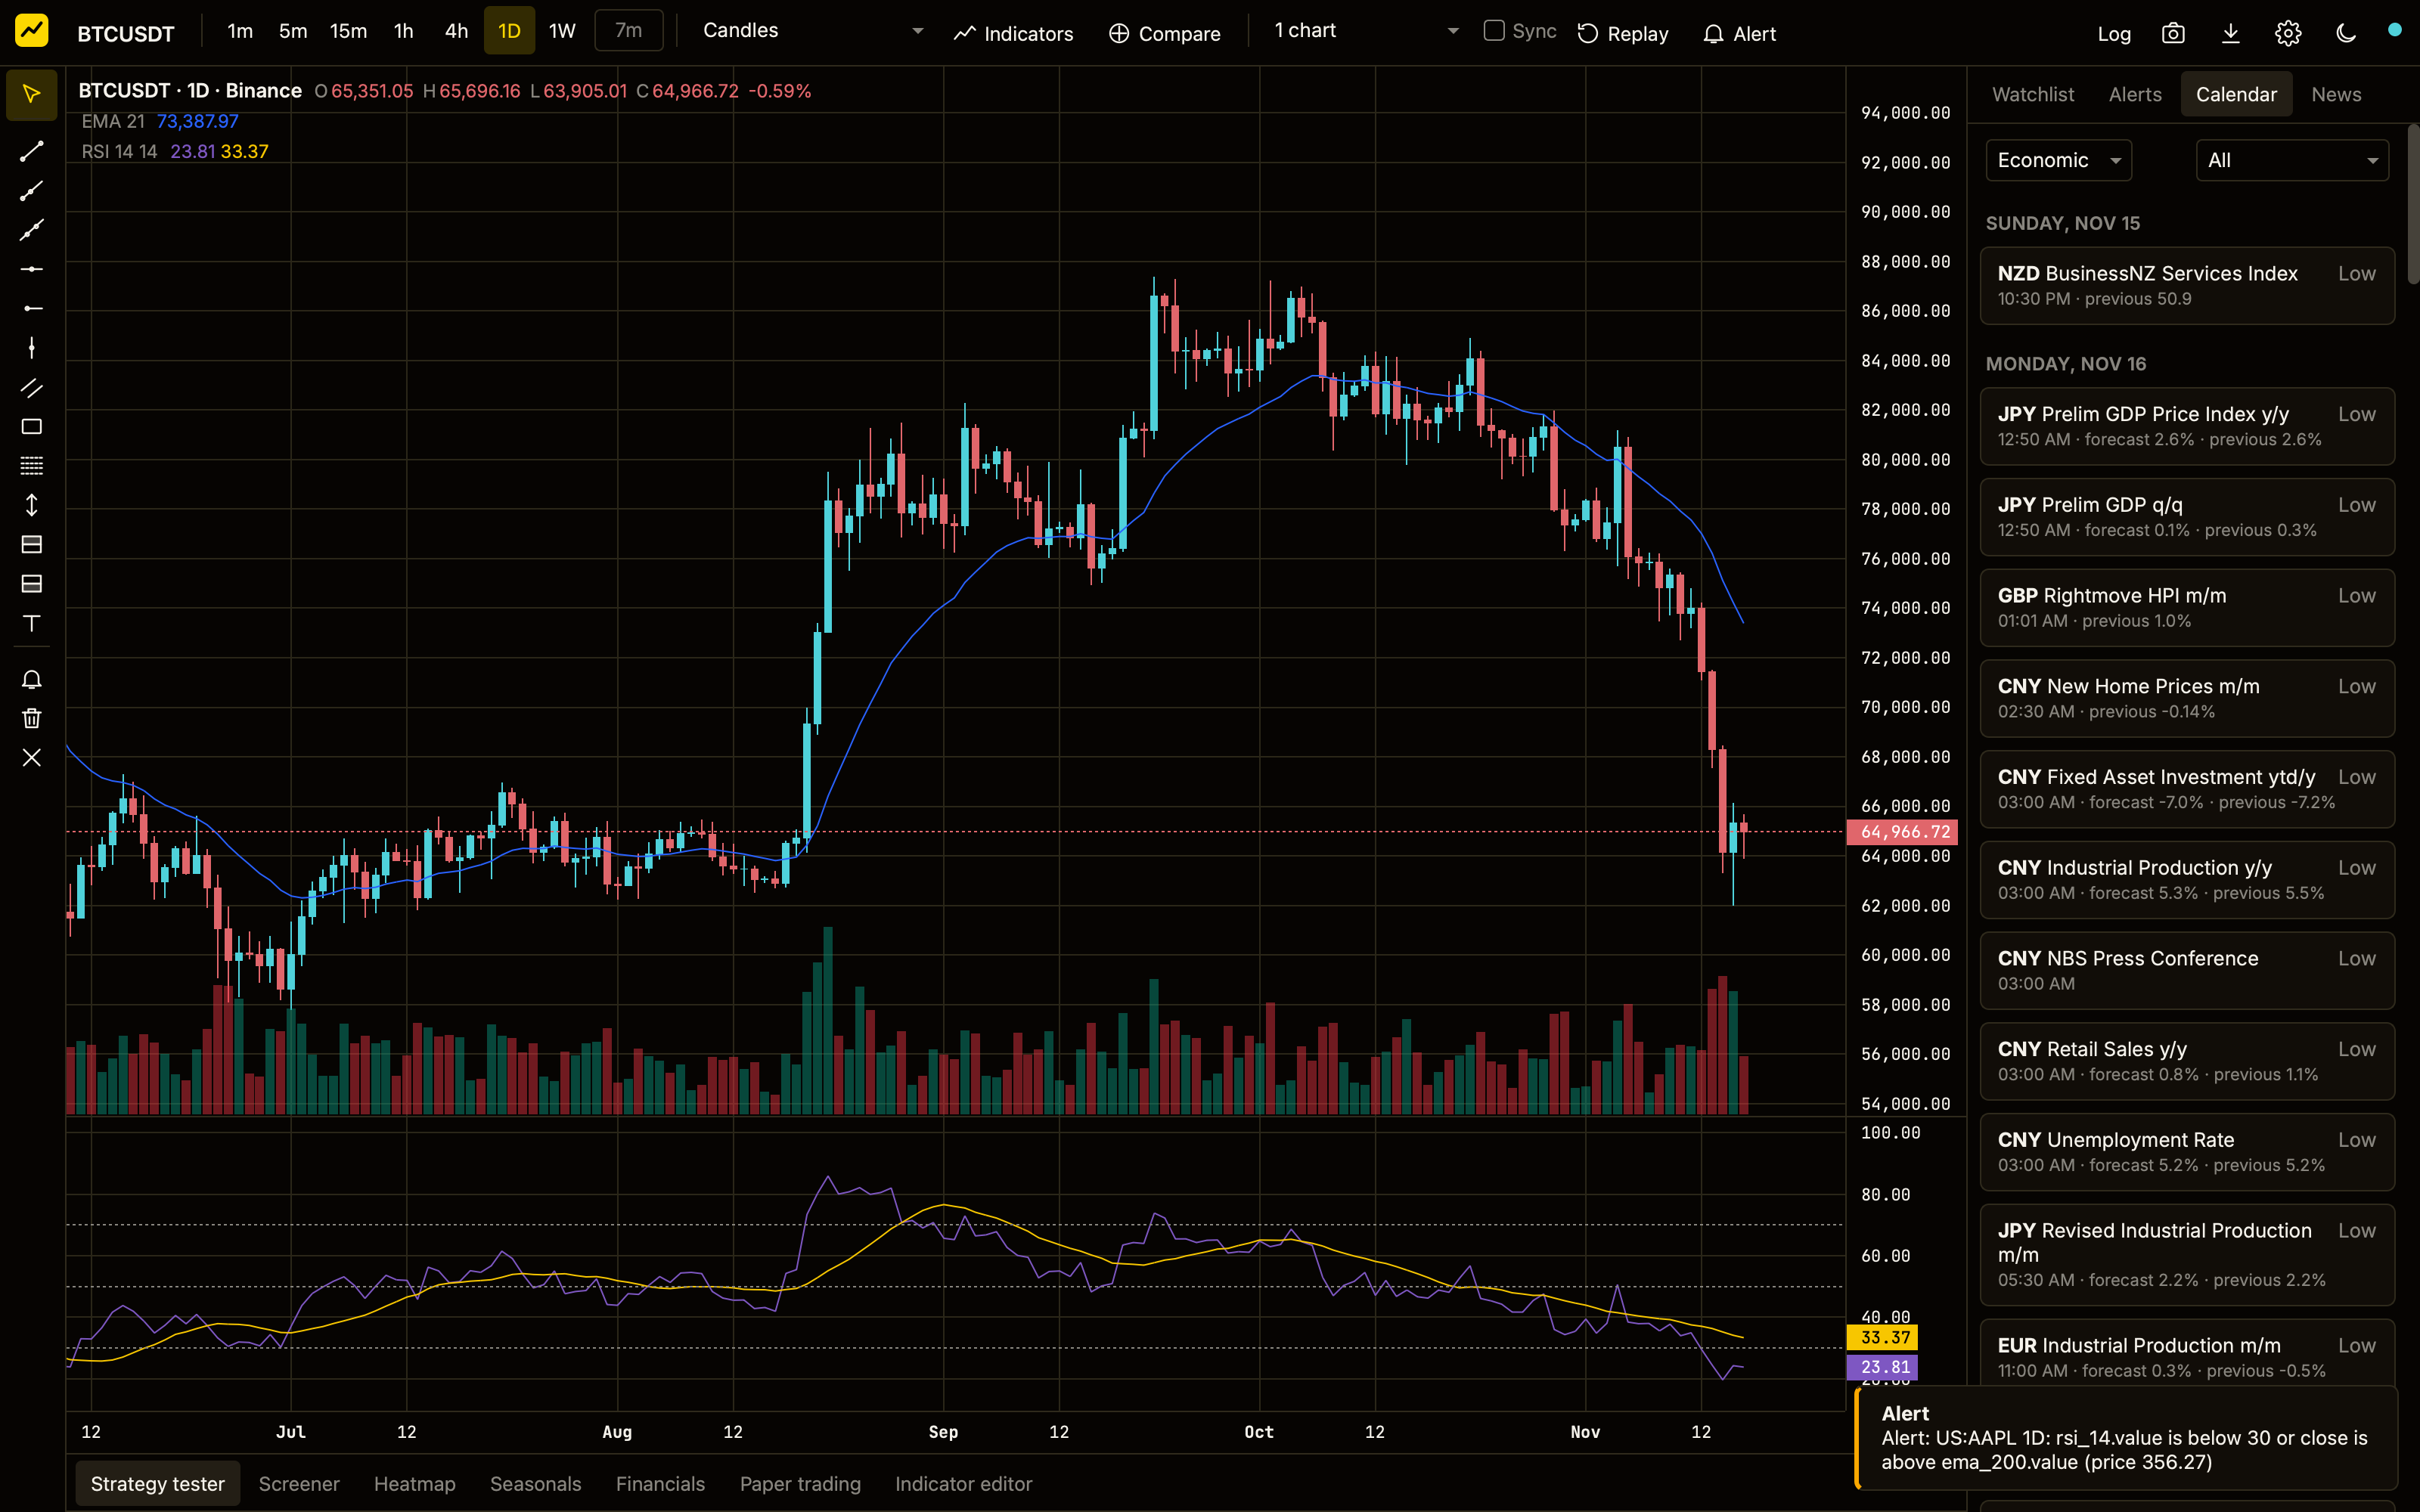 BTCUSDT 1m 5m 15m 1h 4h 1D 1W 7m Candles Indicators Compare 1 chart Sync Replay Alert Log
BTCUSDT · 1D · Binance O 65,351.05 H 65,696.16 L 63,905.01 C 64,966.72 -0.59%
EMA 21 73,387.97
RSI 14 14 23.81 33.37
94,000.00
92,000.00
90,000.00
88,000.00
86,000.00
84,000.00
82,000.00
80,000.00
78,000.00
76,000.00
74,000.00
72,000.00
70,000.00
68,000.00
66,000.00
64,966.72
64,000.00
62,000.00
60,000.00
58,000.00
56,000.00
54,000.00
100.00
80.00
60.00
40.00
33.37
23.81
12 Jul 12 Aug 12 Sep 12 Oct 12 Nov 12
Strategy tester Screener Heatmap Seasonals Financials Paper trading Indicator editor
Watchlist Alerts Calendar News
Economic All
SUNDAY, NOV 15
NZD BusinessNZ Services Index Low
10:30 PM · previous 50.9
MONDAY, NOV 16
JPY Prelim GDP Price Index y/y Low
12:50 AM · forecast 2.6% · previous 2.6%
JPY Prelim GDP q/q Low
12:50 AM · forecast 0.1% · previous 0.3%
GBP Rightmove HPI m/m Low
01:01 AM · previous 1.0%
CNY New Home Prices m/m Low
02:30 AM · previous -0.14%
CNY Fixed Asset Investment ytd/y Low
03:00 AM · forecast -7.0% · previous -7.2%
CNY Industrial Production y/y Low
03:00 AM · forecast 5.3% · previous 5.5%
CNY NBS Press Conference Low
03:00 AM
CNY Retail Sales y/y Low
03:00 AM · forecast 0.8% · previous 1.1%
CNY Unemployment Rate Low
03:00 AM · forecast 5.2% · previous 5.2%
JPY Revised Industrial Production Low
m/m
05:30 AM · forecast 2.2% · previous 2.2%
EUR Industrial Production m/m Low
11:00 AM · forecast 0.3% · previous -0.5%
Alert
Alert: US:AAPL 1D: rsi_14.value is below 30 or close is
above ema_200.value (price 356.27)